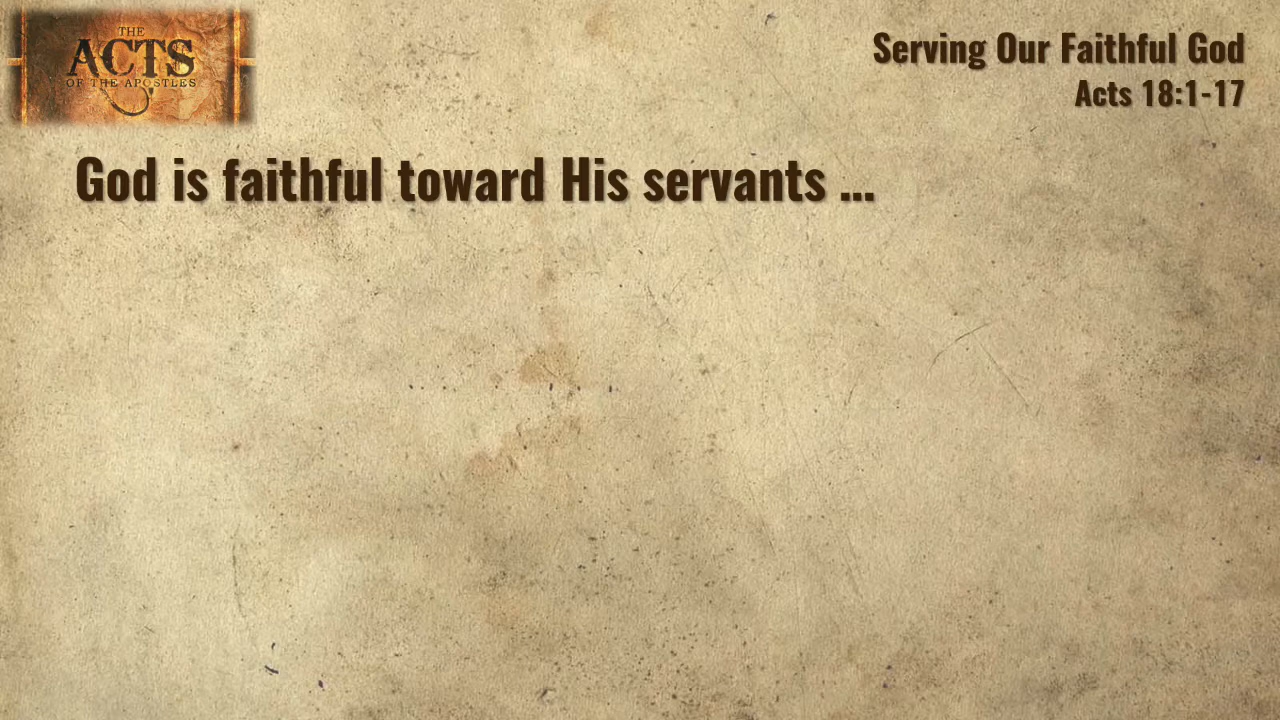 THE
ACTS
OF THE APOSTLES
Serving Our Faithful God
Acts 18:1-17
God is faithful toward His servants ...